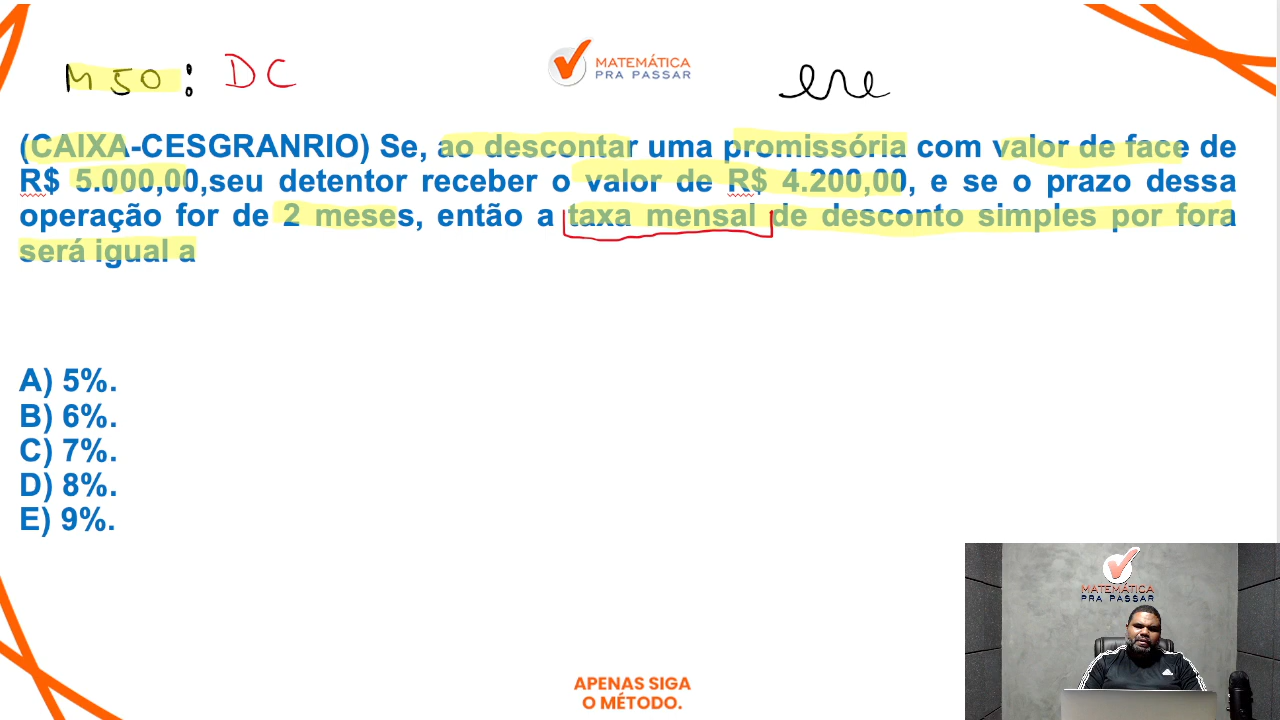 M50: DC
MATEMÁTICA
PRA PASSAR
(CAIXA-CESGRANRIO) Se, ao descontar uma promissória com valor de face de
R$ 5.000,00,seu detentor receber o valor de R$ 4.200,00, e se o prazo dessa
operação for de 2 meses, então a taxa mensal de desconto simples por fora
será igual a
A) 5%.
B) 6%.
C) 7%.
D) 8%.
E) 9%.
MATEMÁTICA
PRA PASSAR
APENAS SIGA
O MÉTODO.